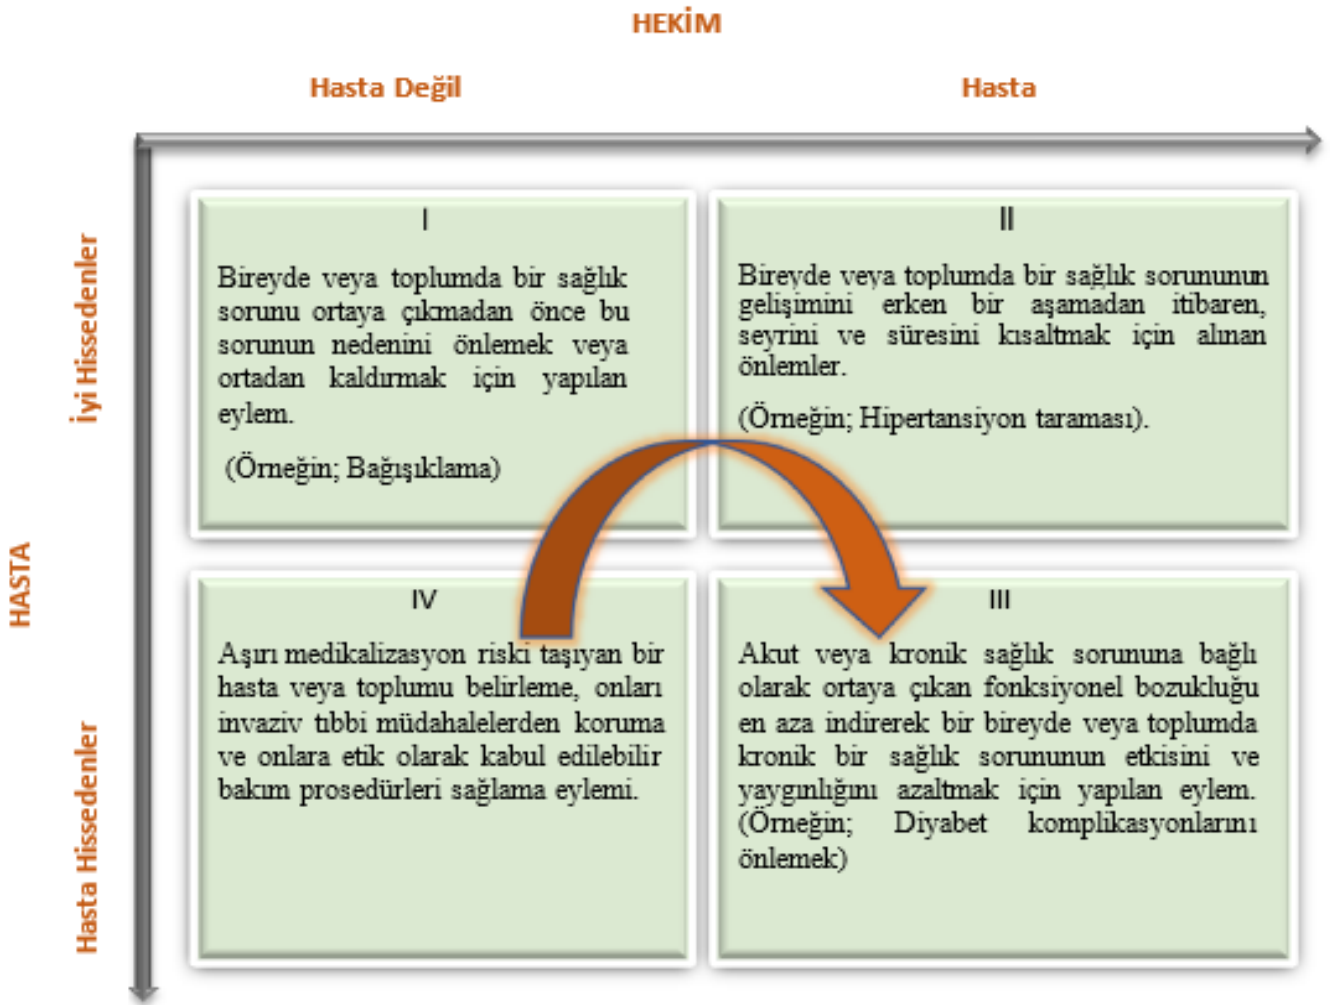 HEKİM
Hasta Değil
Hasta
HASTA
İyi Hissedenler
Hasta Hissedenler
I
Bireyde veya toplumda bir sağlık
sorunu ortaya çıkmadan önce bu
sorunun nedenini önlemek veya
ortadan kaldırmak için yapılan
eylem.
(Örneğin; Bağışıklama)
II
Bireyde veya toplumda bir sağlık sorununun
gelişimini erken bir aşamadan itibaren,
seyrini ve süresini kısaltmak için alınan
önlemler.
(Örneğin; Hipertansiyon taraması).
IV
Aşırı medikalizasyon riski taşıyan bir
hasta veya toplumu belirleme, onları
invaziv tıbbi müdahalelerden koruma
ve onlara etik olarak kabul edilebilir
bakım prosedürleri sağlama eylemi.
III
Akut veya kronik sağlık sorununa bağlı
olarak ortaya çıkan fonksiyonel bozukluğu
en aza indirerek bir bireyde veya toplumda
kronik bir sağlık sorununun etkisini ve
yaygınlığını azaltmak için yapılan eylem.
(Örneğin; Diyabet komplikasyonlarını
önlemek)